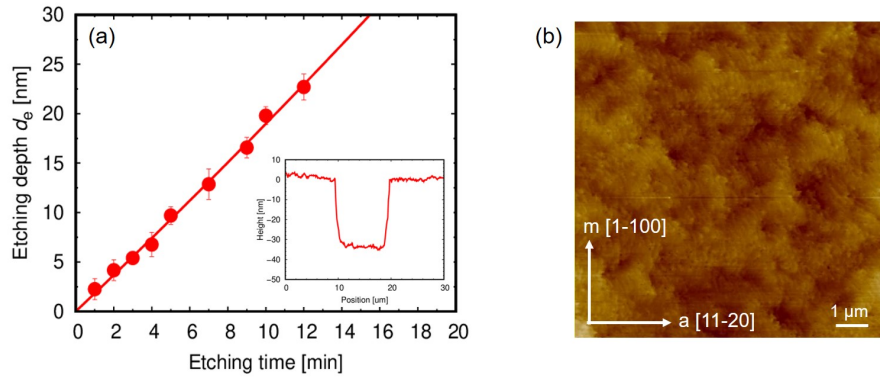 (a)
Etching depth dₑ [nm]
30
25
20
15
10
5
0
0 2 4 6 8 10 12 14 16 18 20
Etching time [min]
Height [nm]
10
0
−10
−20
−30
−40
−50
0 10 20 30
Position [um]
(b)
m [1-100]
a [11-20]
1 μm